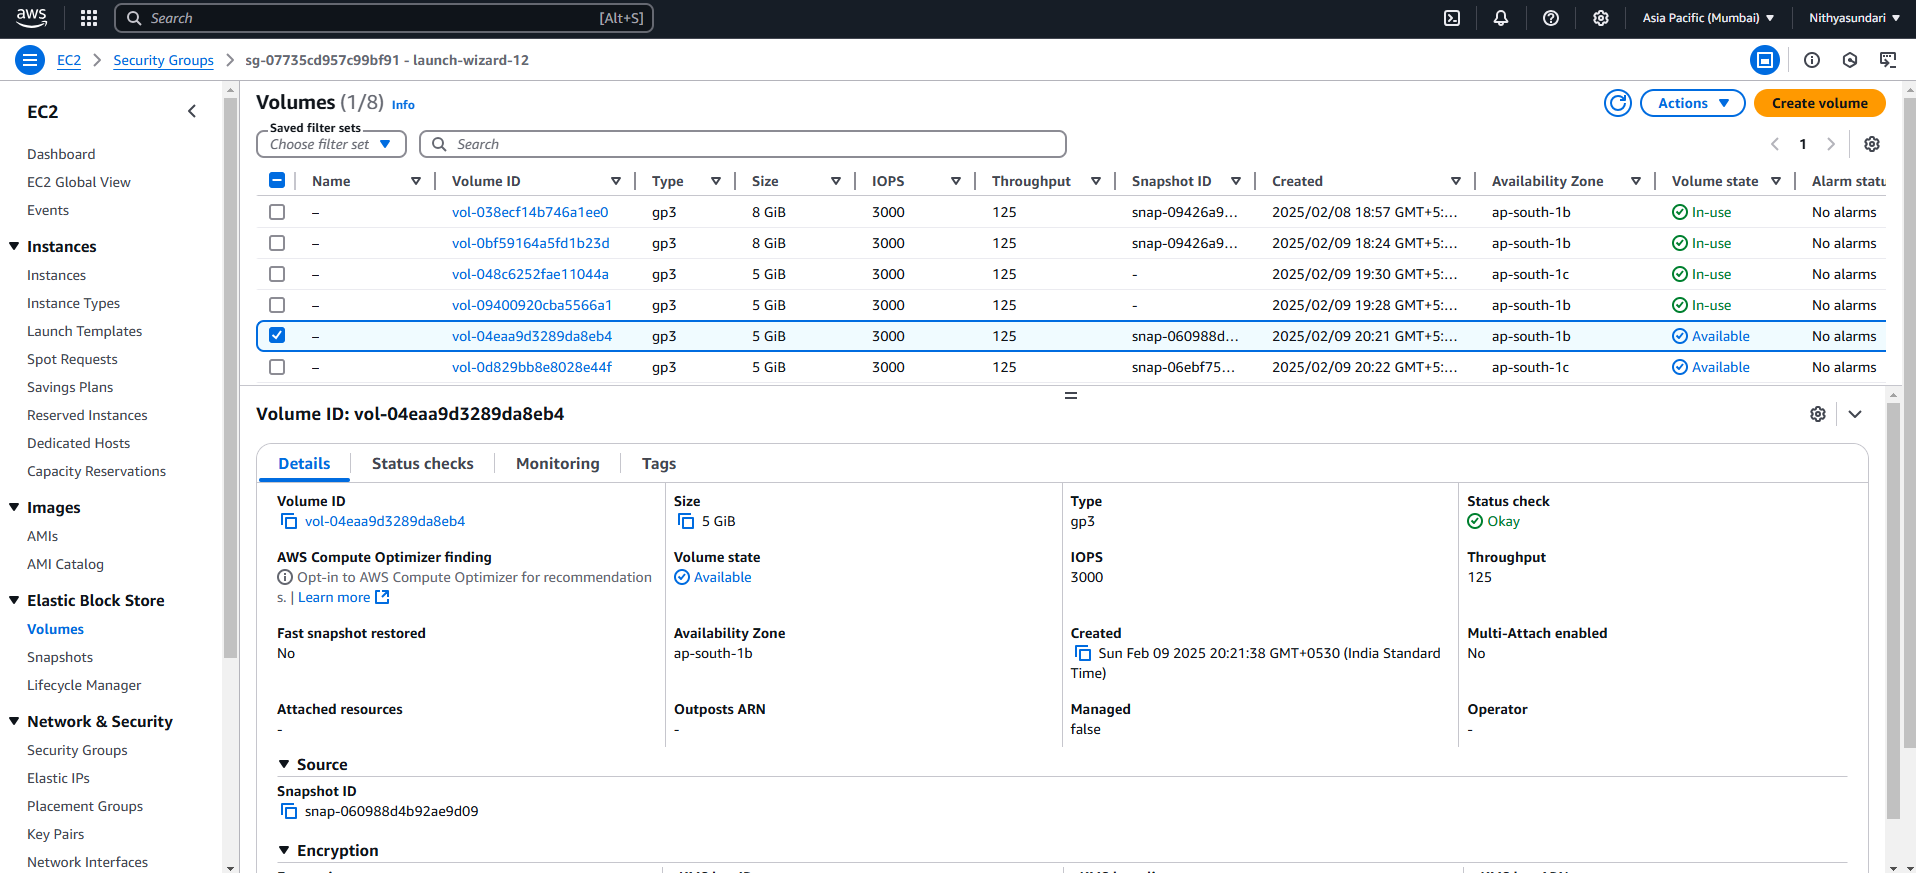 aws
Search [Alt+S]
Asia Pacific (Mumbai)
Nithyasundari
EC2
Security Groups
sg-07735cd957c99bf91 - launch-wizard-12
EC2
Dashboard
EC2 Global View
Events
Instances
Instances
Instance Types
Launch Templates
Spot Requests
Savings Plans
Reserved Instances
Dedicated Hosts
Capacity Reservations
Images
AMIs
AMI Catalog
Elastic Block Store
Volumes
Snapshots
Lifecycle Manager
Network & Security
Security Groups
Elastic IPs
Placement Groups
Key Pairs
Network Interfaces
Volumes (1/8) Info
Actions
Create volume
Saved filter sets
Choose filter set
Search
1
Name Volume ID Type Size IOPS Throughput Snapshot ID Created Availability Zone Volume state Alarm statu
– vol-038ecf14b746a1ee0 gp3 8 GiB 3000 125 snap-09426a9... 2025/02/08 18:57 GMT+5:... ap-south-1b In-use No alarms
– vol-0bf59164a5fd1b23d gp3 8 GiB 3000 125 snap-09426a9... 2025/02/09 18:24 GMT+5:... ap-south-1b In-use No alarms
– vol-048c6252fae11044a gp3 5 GiB 3000 125 - 2025/02/09 19:30 GMT+5:... ap-south-1c In-use No alarms
– vol-09400920cba5566a1 gp3 5 GiB 3000 125 - 2025/02/09 19:28 GMT+5:... ap-south-1b In-use No alarms
– vol-04eaa9d3289da8eb4 gp3 5 GiB 3000 125 snap-060988d... 2025/02/09 20:21 GMT+5:... ap-south-1b Available No alarms
– vol-0d829bb8e8028e44f gp3 5 GiB 3000 125 snap-06ebf75... 2025/02/09 20:22 GMT+5:... ap-south-1c Available No alarms
Volume ID: vol-04eaa9d3289da8eb4
Details Status checks Monitoring Tags
Volume ID
vol-04eaa9d3289da8eb4
Size
5 GiB
Type
gp3
Status check
Okay
AWS Compute Optimizer finding
Opt-in to AWS Compute Optimizer for recommendation
s. | Learn more
Volume state
Available
IOPS
3000
Throughput
125
Fast snapshot restored
No
Availability Zone
ap-south-1b
Created
Sun Feb 09 2025 20:21:38 GMT+0530 (India Standard
Time)
Multi-Attach enabled
No
Attached resources
-
Outposts ARN
-
Managed
false
Operator
-
Source
Snapshot ID
snap-060988d4b92ae9d09
Encryption